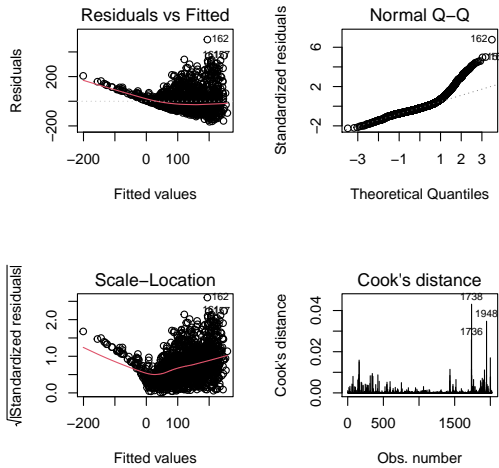 Residuals vs Fitted
Residuals
−200
200
400
162
−200
0
100
Fitted values
Normal Q−Q
Standardized residuals
−2
2
6
162
−3
−1
0
1
2
3
Theoretical Quantiles
Scale−Location
√|Standardized residuals|
0.0
1.0
2.0
162
−200
0
100
Fitted values
Cook's distance
Cook's distance
0.00
0.02
0.04
1738
1948
1736
0
500
1500
Obs. number